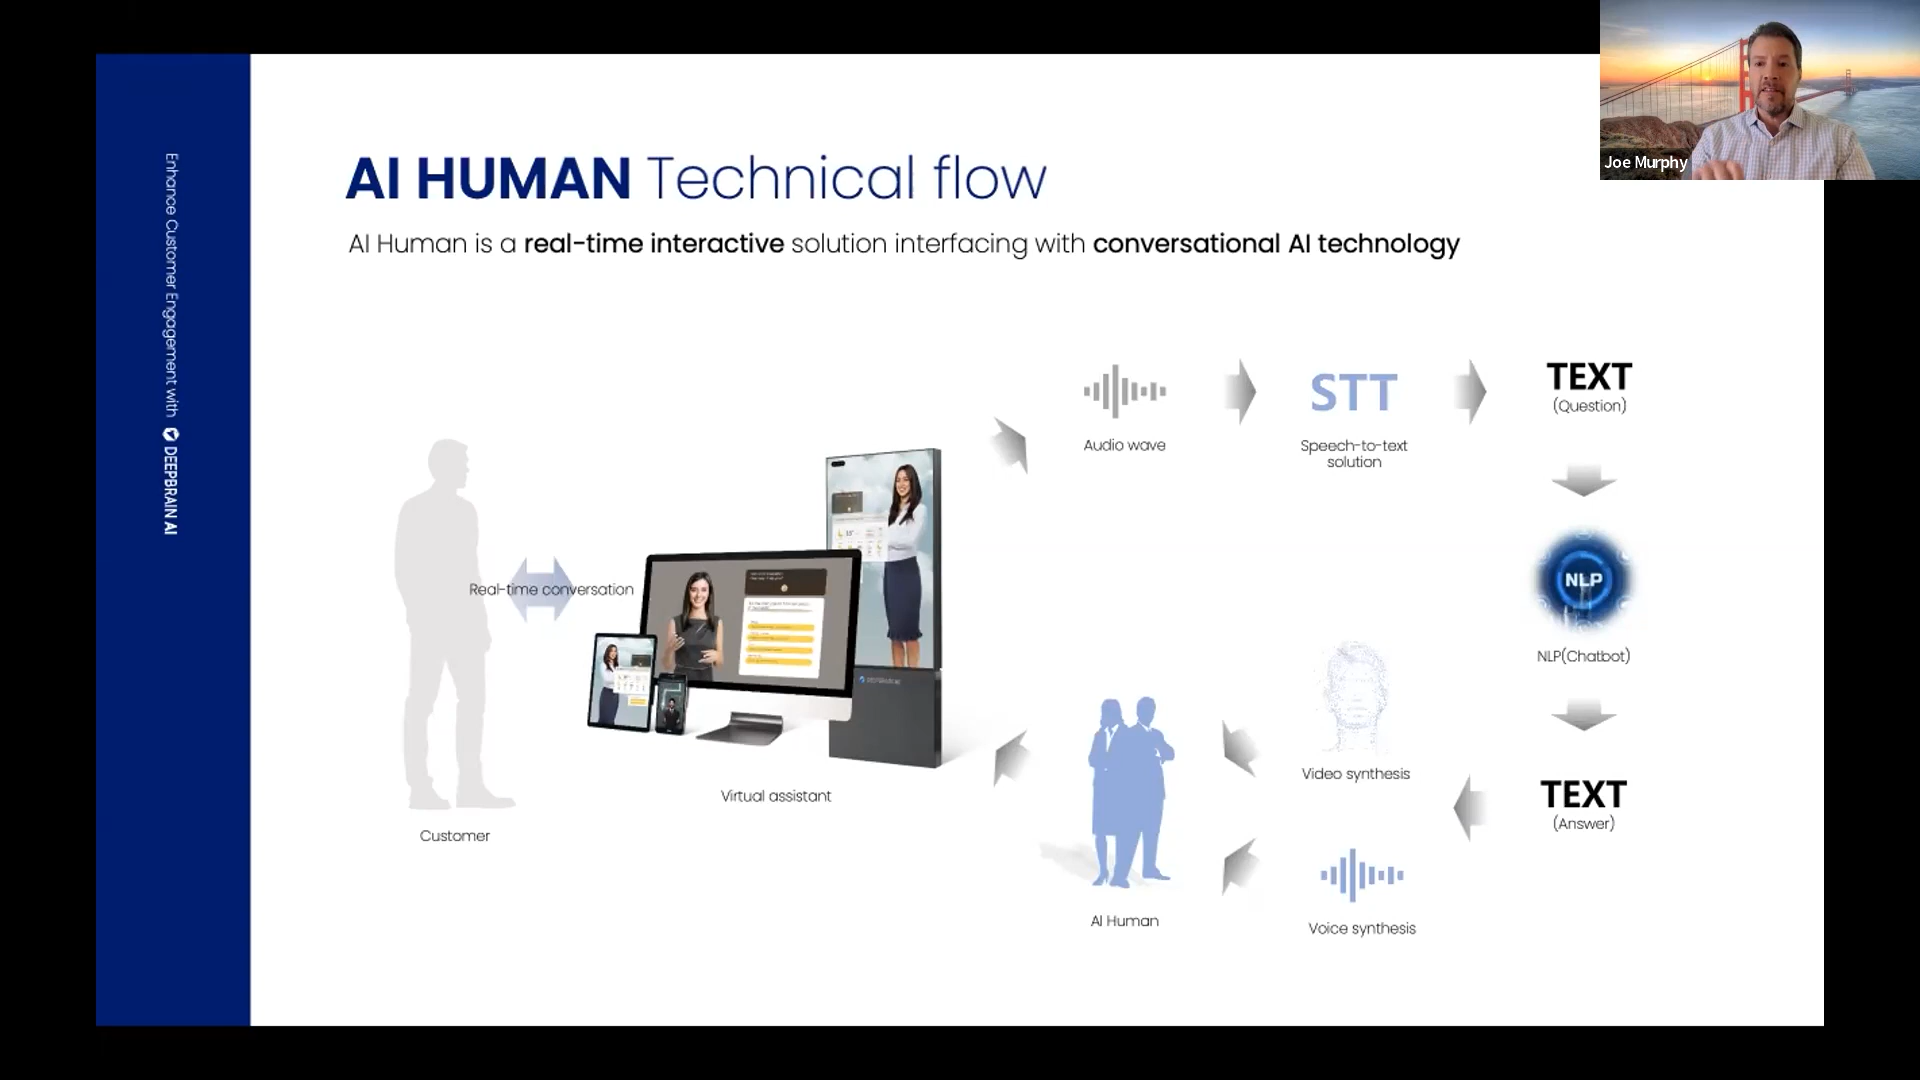 Joe Murphy
Enhance Customer Engagement with DEEPBRAIN AI
AI HUMAN Technical flow
AI Human is a real-time interactive solution interfacing with conversational AI technology
Audio wave
STT
Speech-to-text
solution
TEXT
(Question)
Real-time conversation
NLP
NLP(Chatbot)
Customer
Virtual assistant
AI Human
Video synthesis
Voice synthesis
TEXT
(Answer)